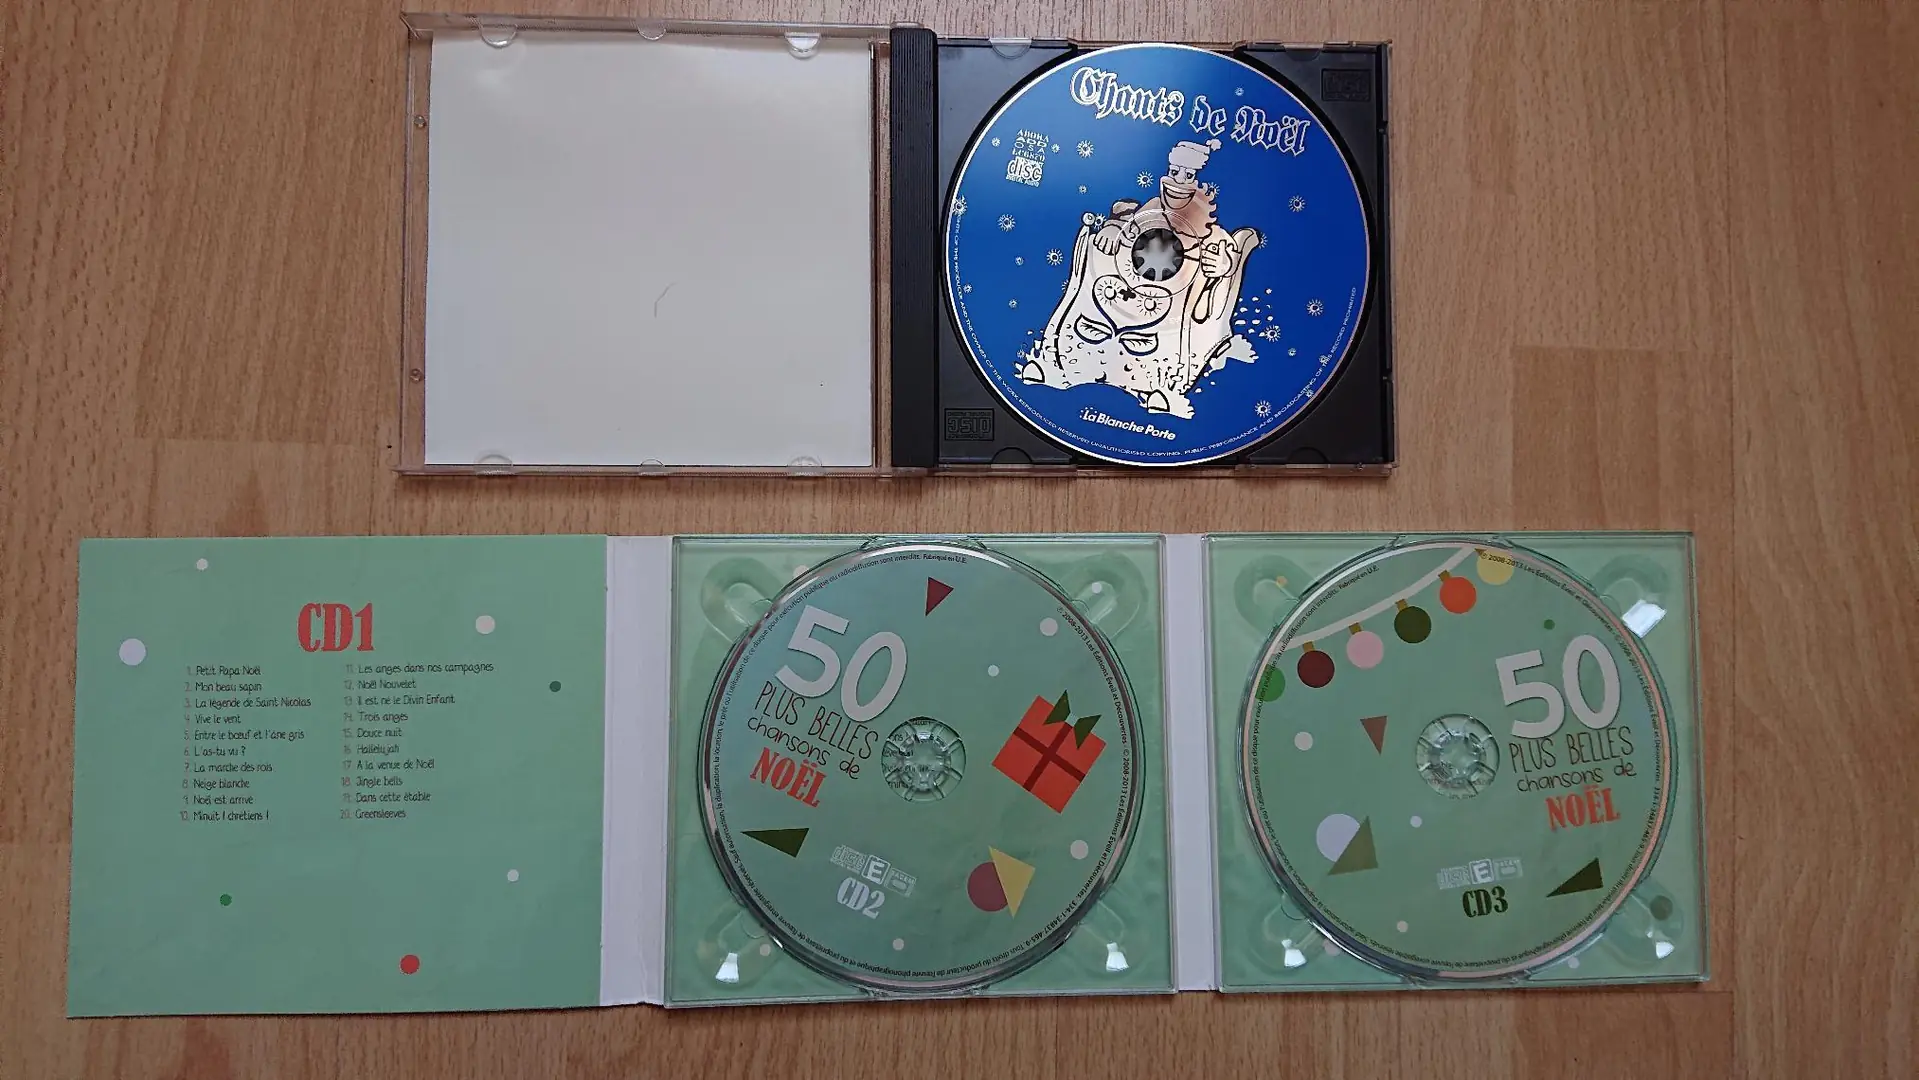 Chants de Noël
ADD
disc
DIGITAL AUDIO
La Blanche Porte
CD1
1. Petit Papa Noël
2. Mon beau sapin
3. La légende de Saint Nicolas
4. Vive le vent
5. Entre le bœuf et l'âne gris
6. L'as-tu vu ?
7. La marche des rois
8. Neige blanche
9. Noël est arrivé
10. Minuit ! chrétiens !
11. Les anges dans nos campagnes
12. Noël Nouvelet
13. Il est né le Divin Enfant
14. Trois anges
15. Douce nuit
16. Hallelujah
17. A la venue de Noël
18. Jingle bells
19. Dans cette étable
20. Greensleeves
50
PLUS BELLES
chansons de
NOËL
CD2
50
PLUS BELLES
chansons de
NOËL
CD3